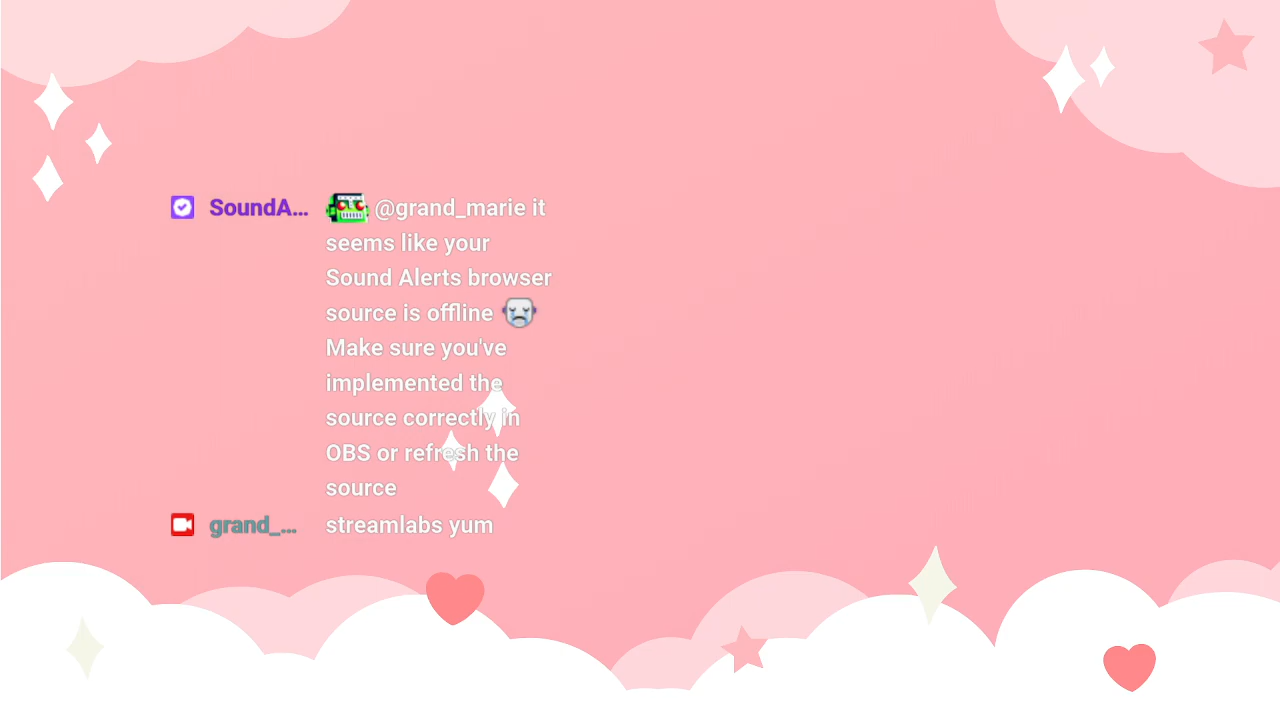 SoundA... @grand_marie it
seems like your
Sound Alerts browser
source is offline
Make sure you've
implemented the
source correctly in
OBS or refresh the
source
grand_... streamlabs yum